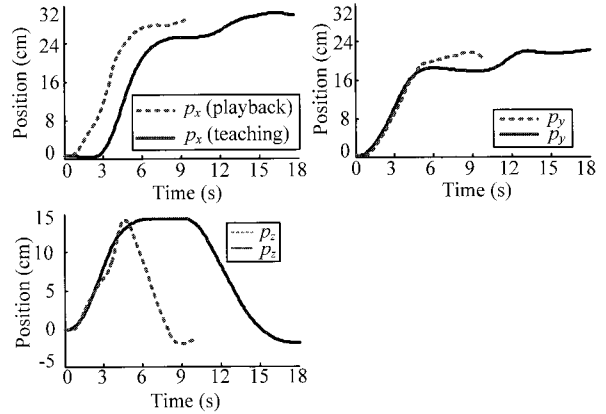 Position (cm)
32
24
16
8
0
0 3 6 9 12 15 18
Time (s)
px (playback)
px (teaching)
Position (cm)
32
24
16
8
0
0 3 6 9 12 15 18
Time (s)
py
py
Position (cm)
15
10
5
0
-5
0 3 6 9 12 15 18
Time (s)
pz
pz